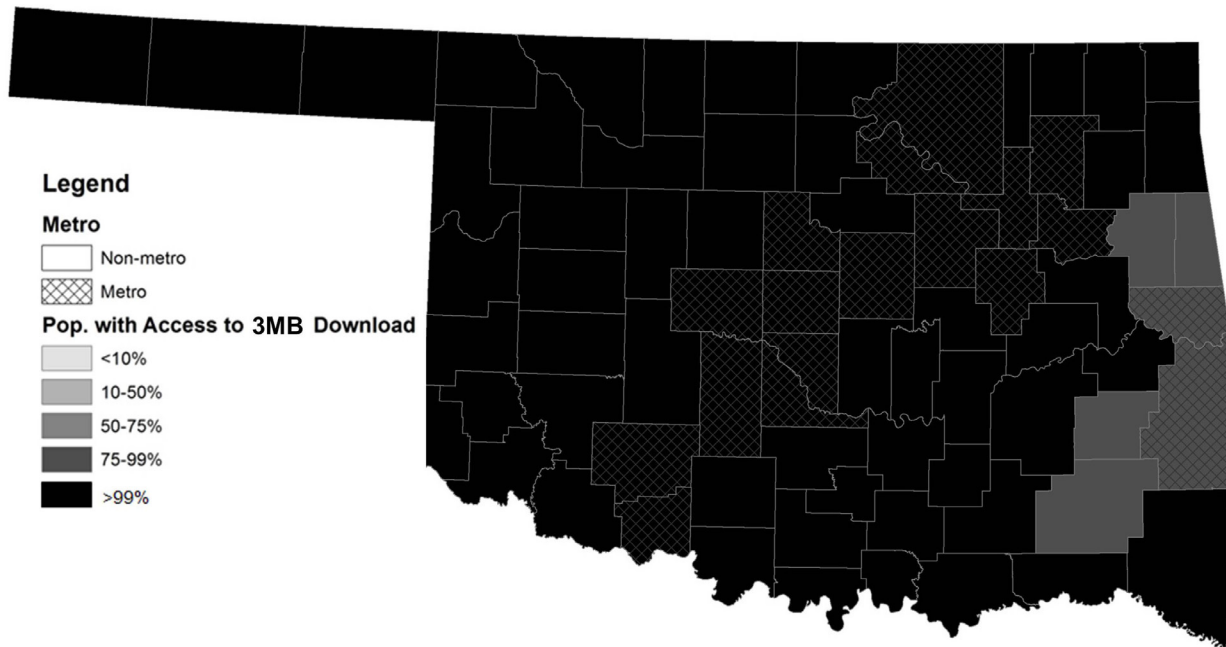 Legend
Metro
Non-metro
Metro
Pop. with Access to 3MB Download
<10%
10-50%
50-75%
75-99%
>99%